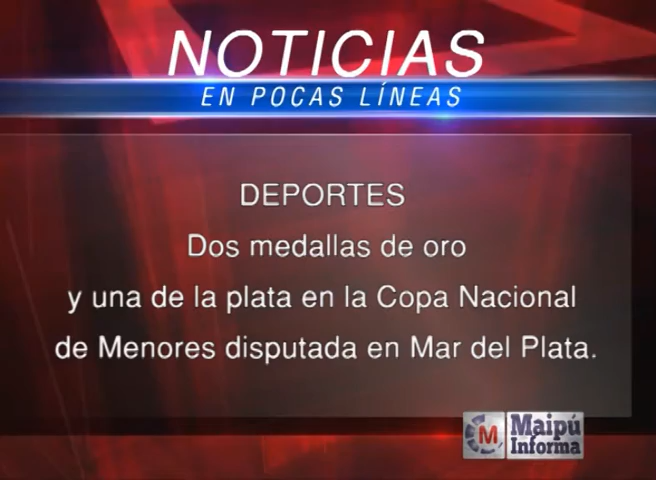 NOTICIAS
EN POCAS LÍNEAS
DEPORTES
Dos medallas de oro
y una de la plata en la Copa Nacional
de Menores disputada en Mar del Plata.
M Maipú
Informa